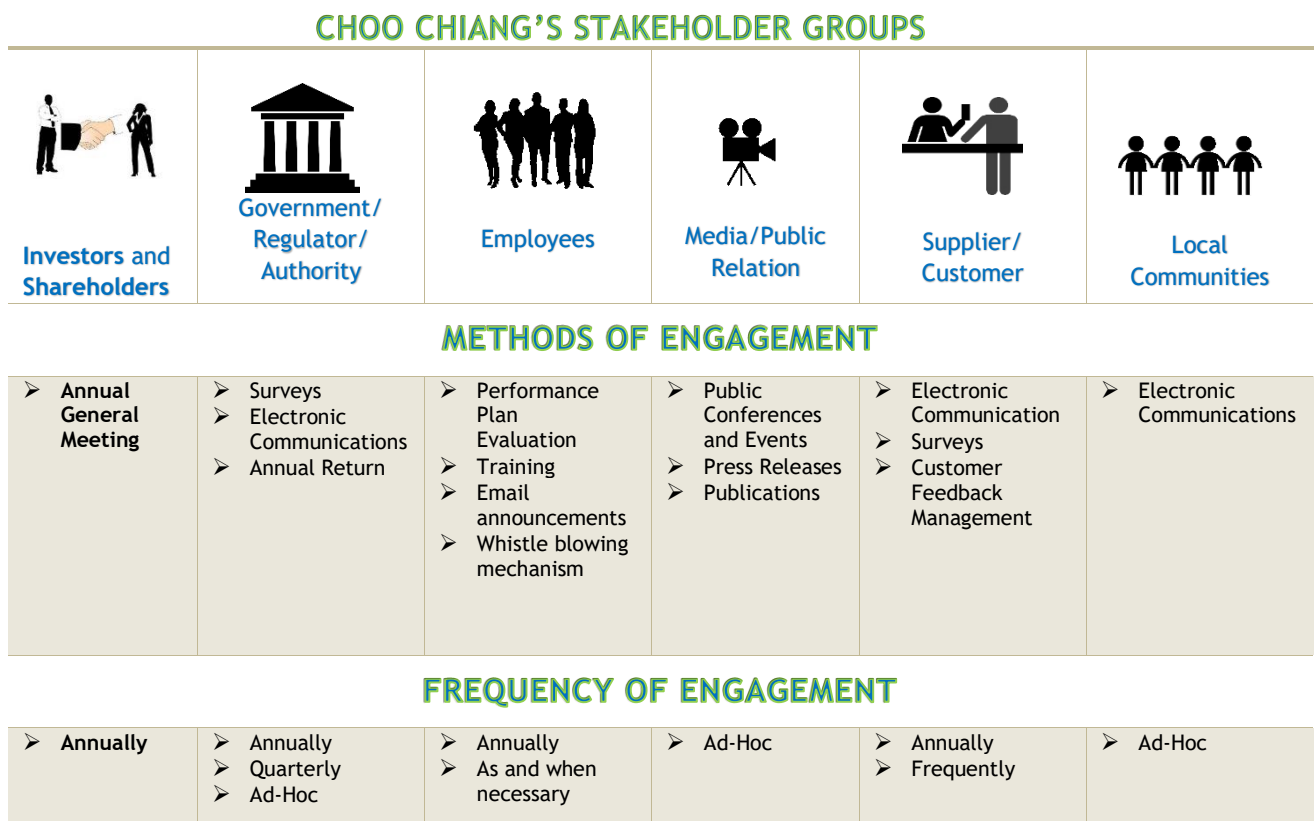 CHOO CHIANG'S STAKEHOLDER GROUPS
Investors and
Shareholders
Government/
Regulator/
Authority
Employees
Media/Public
Relation
Supplier/
Customer
Local
Communities
METHODS OF ENGAGEMENT
➢ Annual
General
Meeting
➢ Surveys
➢ Electronic
Communications
➢ Annual Return
➢ Performance
Plan
Evaluation
➢ Training
➢ Email
announcements
➢ Whistle blowing
mechanism
➢ Public
Conferences
and Events
➢ Press Releases
➢ Publications
➢ Electronic
Communication
➢ Surveys
➢ Customer
Feedback
Management
➢ Electronic
Communications
FREQUENCY OF ENGAGEMENT
➢ Annually
➢ Annually
➢ Quarterly
➢ Ad-Hoc
➢ Annually
➢ As and when
necessary
➢ Ad-Hoc
➢ Annually
➢ Frequently
➢ Ad-Hoc